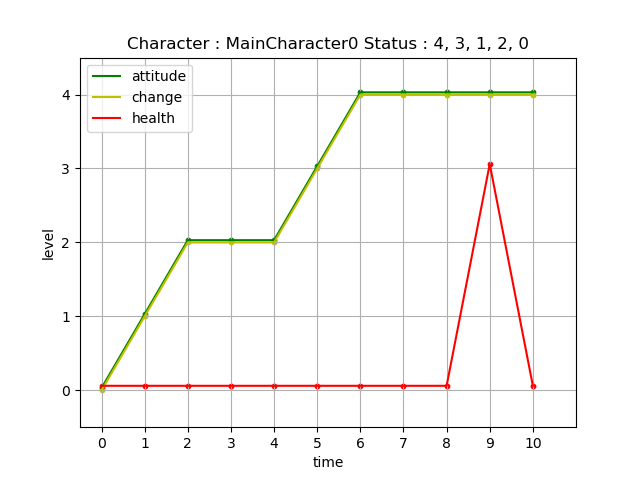 Character : MainCharacter0 Status : 4, 3, 1, 2, 0
attitude
change
health
4
3
2
1
0
level
0 1 2 3 4 5 6 7 8 9 10
time